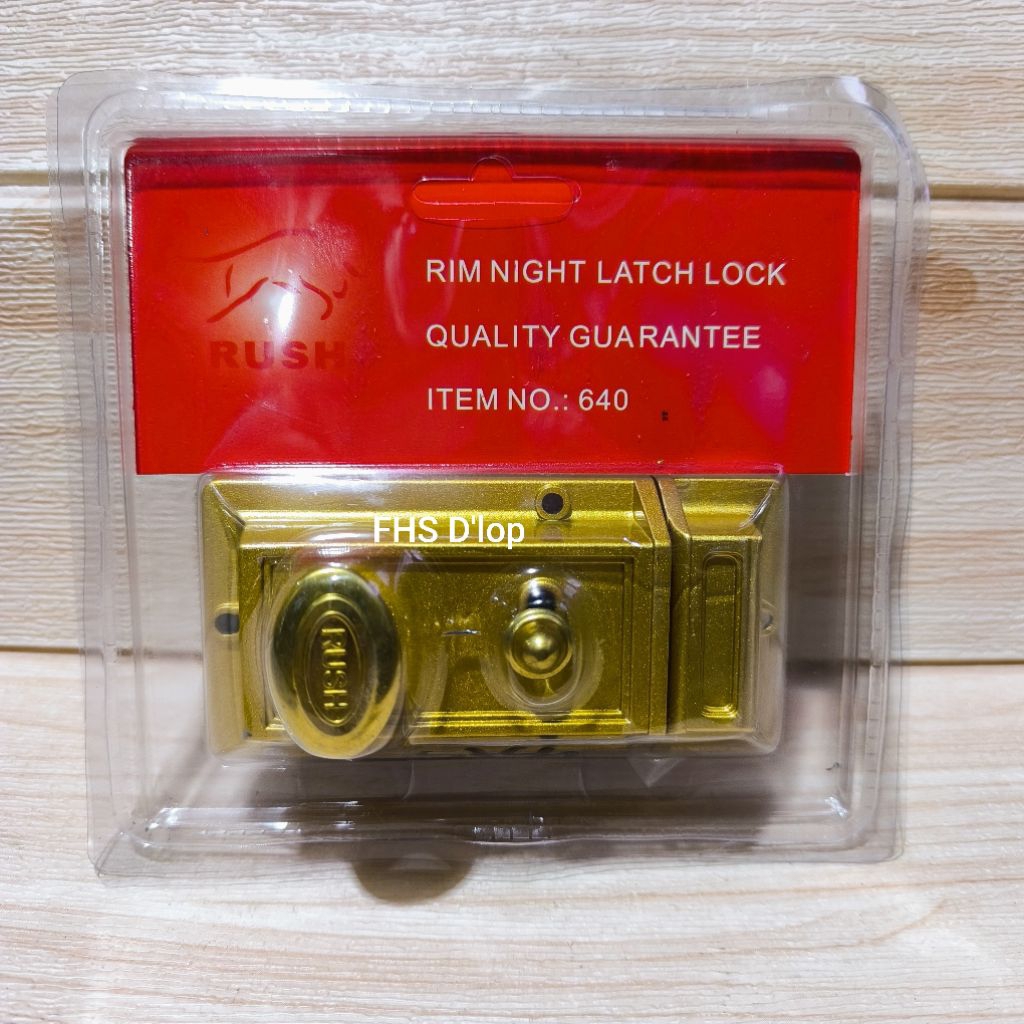 RUSH
RIM NIGHT LATCH LOCK
QUALITY GUARANTEE
ITEM NO.: 640
FHS D'lop
RUSH